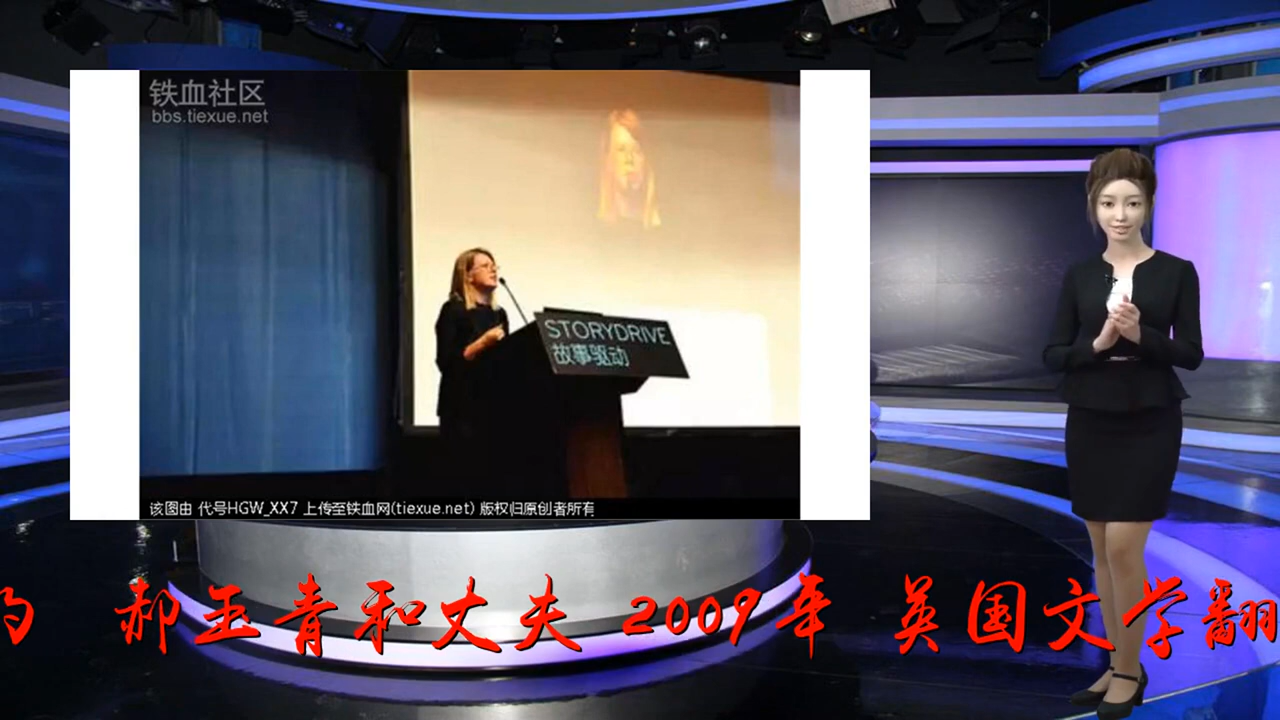 铁血社区
bbs.tiexue.net
STORYDRIVE
故事驱动
该图由 代号HGW_XX7 上传至铁血网(tiexue.net) 版权归原创者所有
郝玉青和丈夫 2009年 英国文学翻